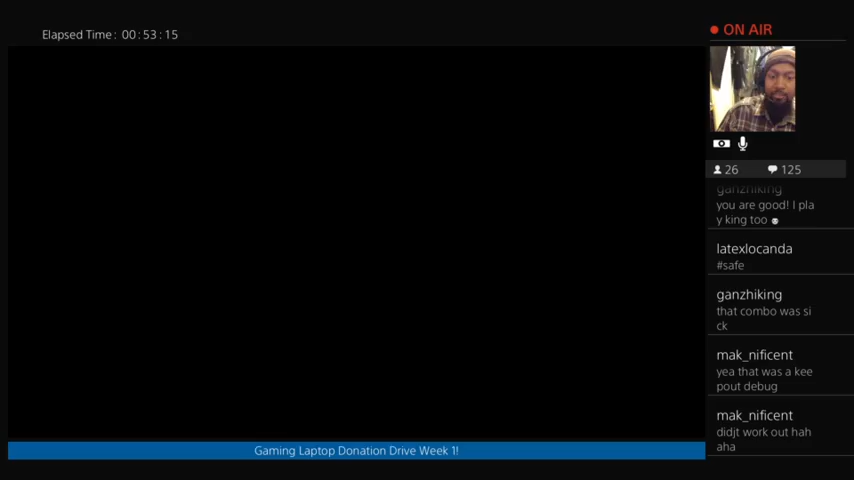 Elapsed Time: 00:53:15
ON AIR
26 125
ganzhiking
you are good! I pla
y king too
latexlocanda
#safe
ganzhiking
that combo was si
ck
mak_nificent
yea that was a kee
pout debug
mak_nificent
didjt work out hah
aha
Gaming Laptop Donation Drive Week 1!